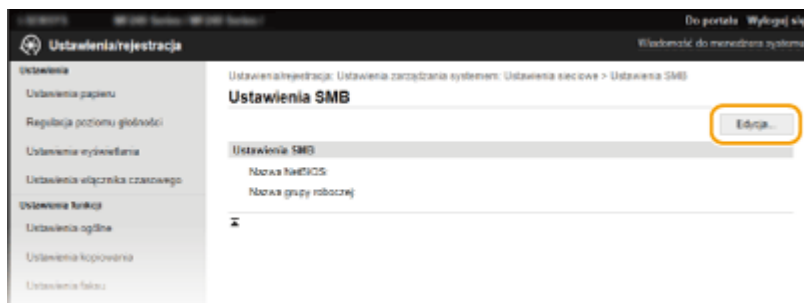 Do portalu Wyloguj się
Ustawienia/rejestracja
Wiadomość do menedżera systemu
Ustawienia
Ustawienia papieru
Regulacja poziomu głośności
Ustawienia wyświetlania
Ustawienia włącznika czasowego
Ustawienia funkcji
Ustawienia ogólne
Ustawienia kopiowania
Ustawienia faksu
Ustawienia/rejestracja: Ustawienia zarządzania systemem: Ustawienia sieciowe > Ustawienia SMB
Ustawienia SMB
Edycja...
Ustawienia SMB
Nazwa NetBIOS:
Nazwa grupy roboczej: